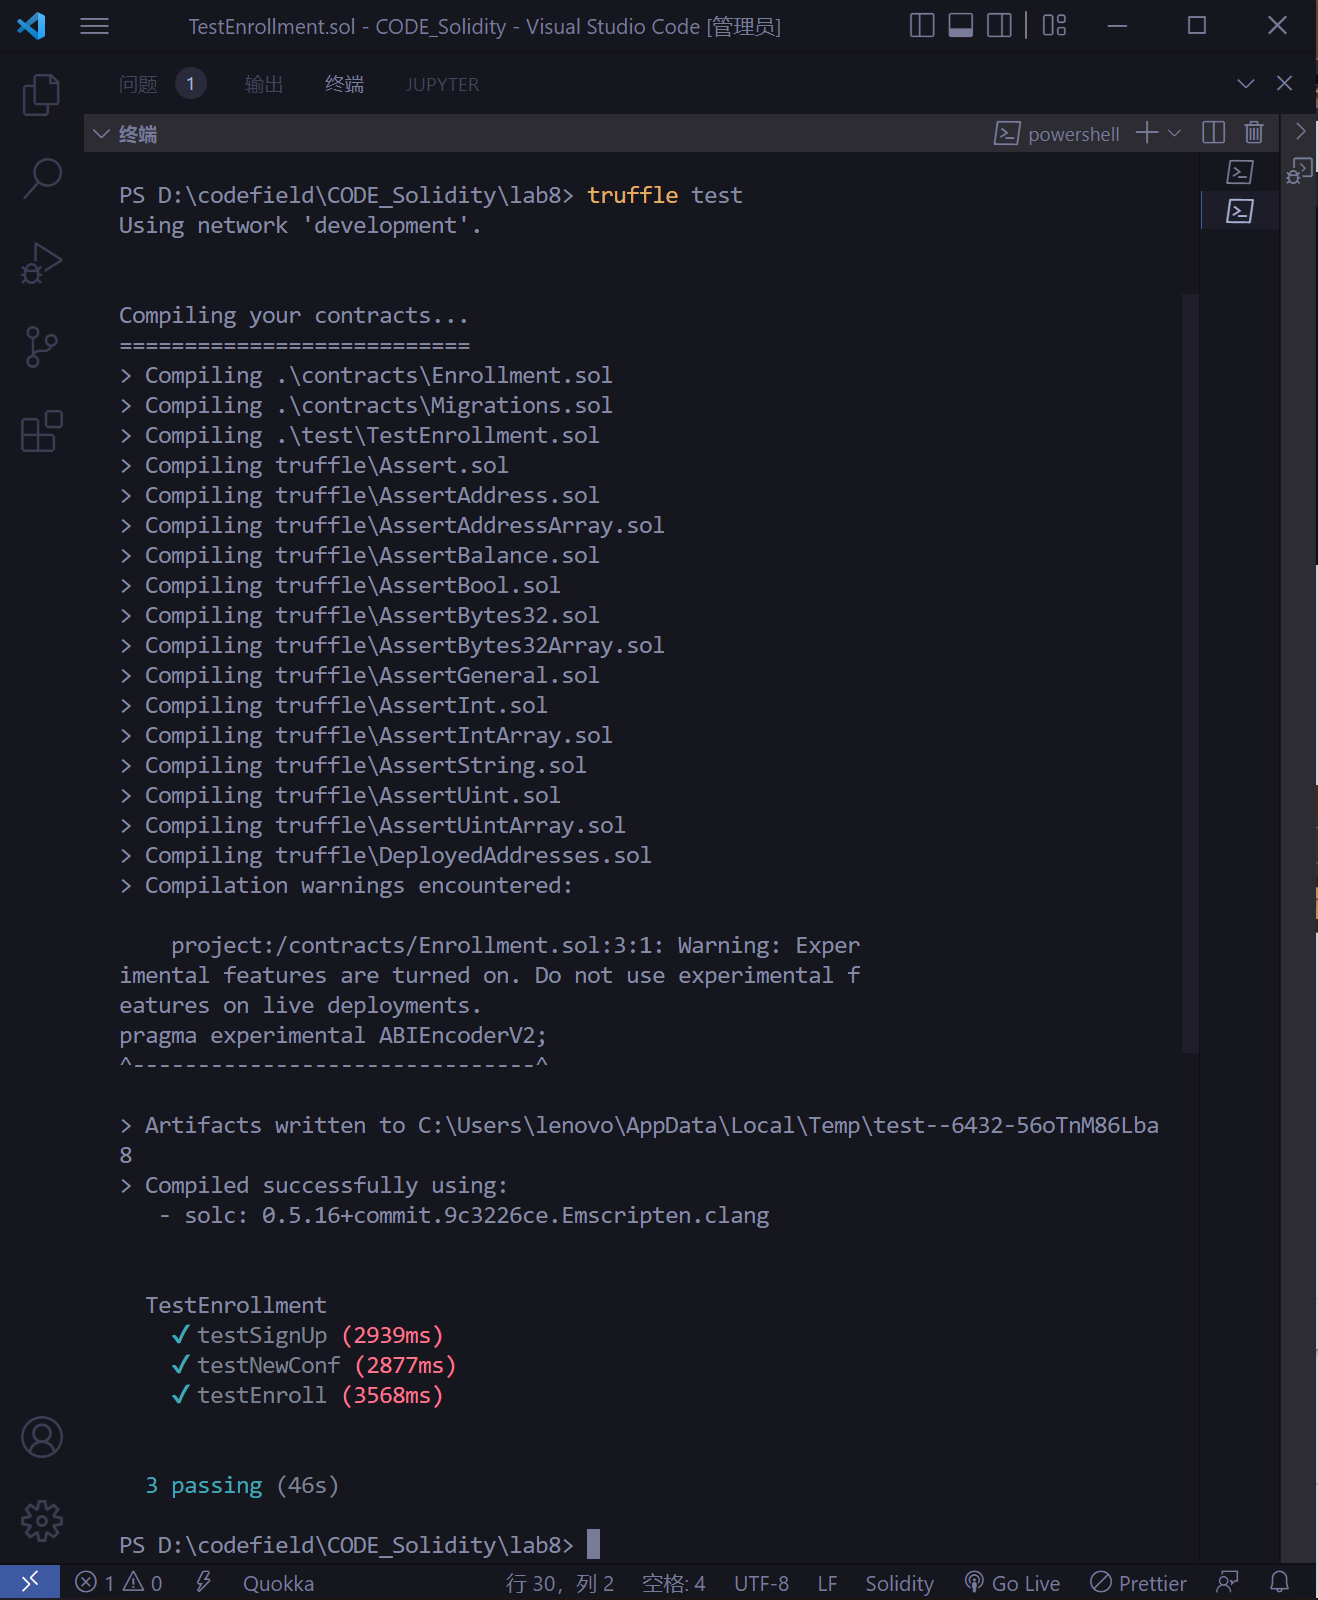 TestEnrollment.sol - CODE_Solidity - Visual Studio Code [管理员]
问题 1 输出 终端 JUPYTER
终端 powershell
PS D:\codefield\CODE_Solidity\lab8> truffle test
Using network 'development'.
Compiling your contracts...
===========================
> Compiling .\contracts\Enrollment.sol
> Compiling .\contracts\Migrations.sol
> Compiling .\test\TestEnrollment.sol
> Compiling truffle\Assert.sol
> Compiling truffle\AssertAddress.sol
> Compiling truffle\AssertAddressArray.sol
> Compiling truffle\AssertBalance.sol
> Compiling truffle\AssertBool.sol
> Compiling truffle\AssertBytes32.sol
> Compiling truffle\AssertBytes32Array.sol
> Compiling truffle\AssertGeneral.sol
> Compiling truffle\AssertInt.sol
> Compiling truffle\AssertIntArray.sol
> Compiling truffle\AssertString.sol
> Compiling truffle\AssertUint.sol
> Compiling truffle\AssertUintArray.sol
> Compiling truffle\DeployedAddresses.sol
> Compilation warnings encountered:
project:/contracts/Enrollment.sol:3:1: Warning: Exper
imental features are turned on. Do not use experimental f
eatures on live deployments.
pragma experimental ABIEncoderV2;
^-------------------------------^
> Artifacts written to C:\Users\lenovo\AppData\Local\Temp\test--6432-56oTnM86Lba
8
> Compiled successfully using:
- solc: 0.5.16+commit.9c3226ce.Emscripten.clang
TestEnrollment
✓ testSignUp (2939ms)
✓ testNewConf (2877ms)
✓ testEnroll (3568ms)
3 passing (46s)
PS D:\codefield\CODE_Solidity\lab8>
1 0 Quokka 行 30，列 2 空格: 4 UTF-8 LF Solidity Go Live Prettier